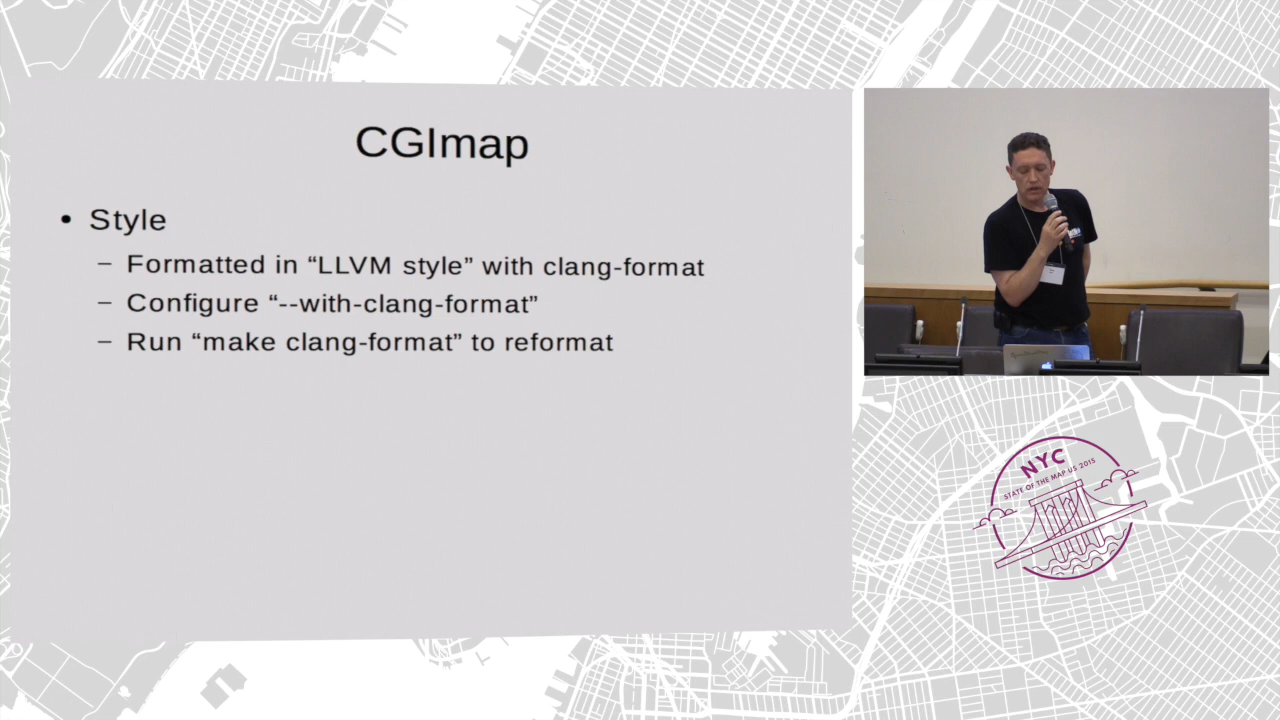 CGImap
• Style
– Formatted in “LLVM style” with clang-format
– Configure “--with-clang-format”
– Run “make clang-format” to reformat
NYC
STATE OF THE MAP US 2015